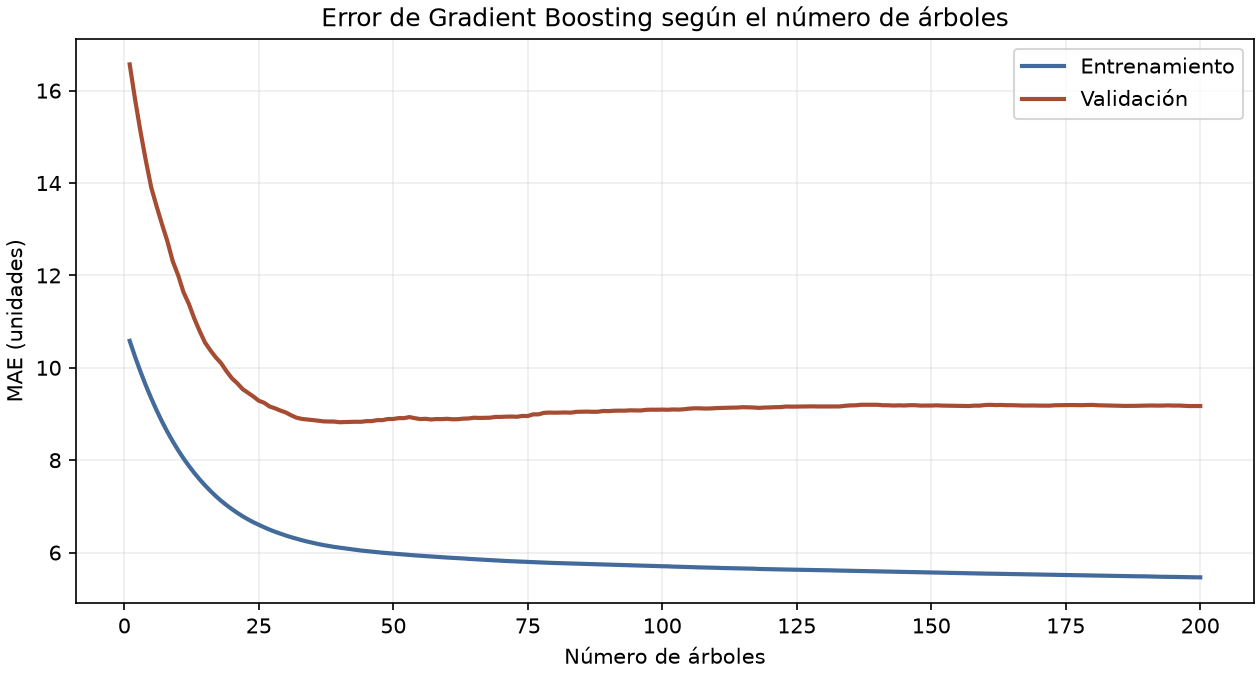 Error de Gradient Boosting según el número de árboles
Entrenamiento
Validación
MAE (unidades)
16
14
12
10
8
6
0 25 50 75 100 125 150 175 200
Número de árboles